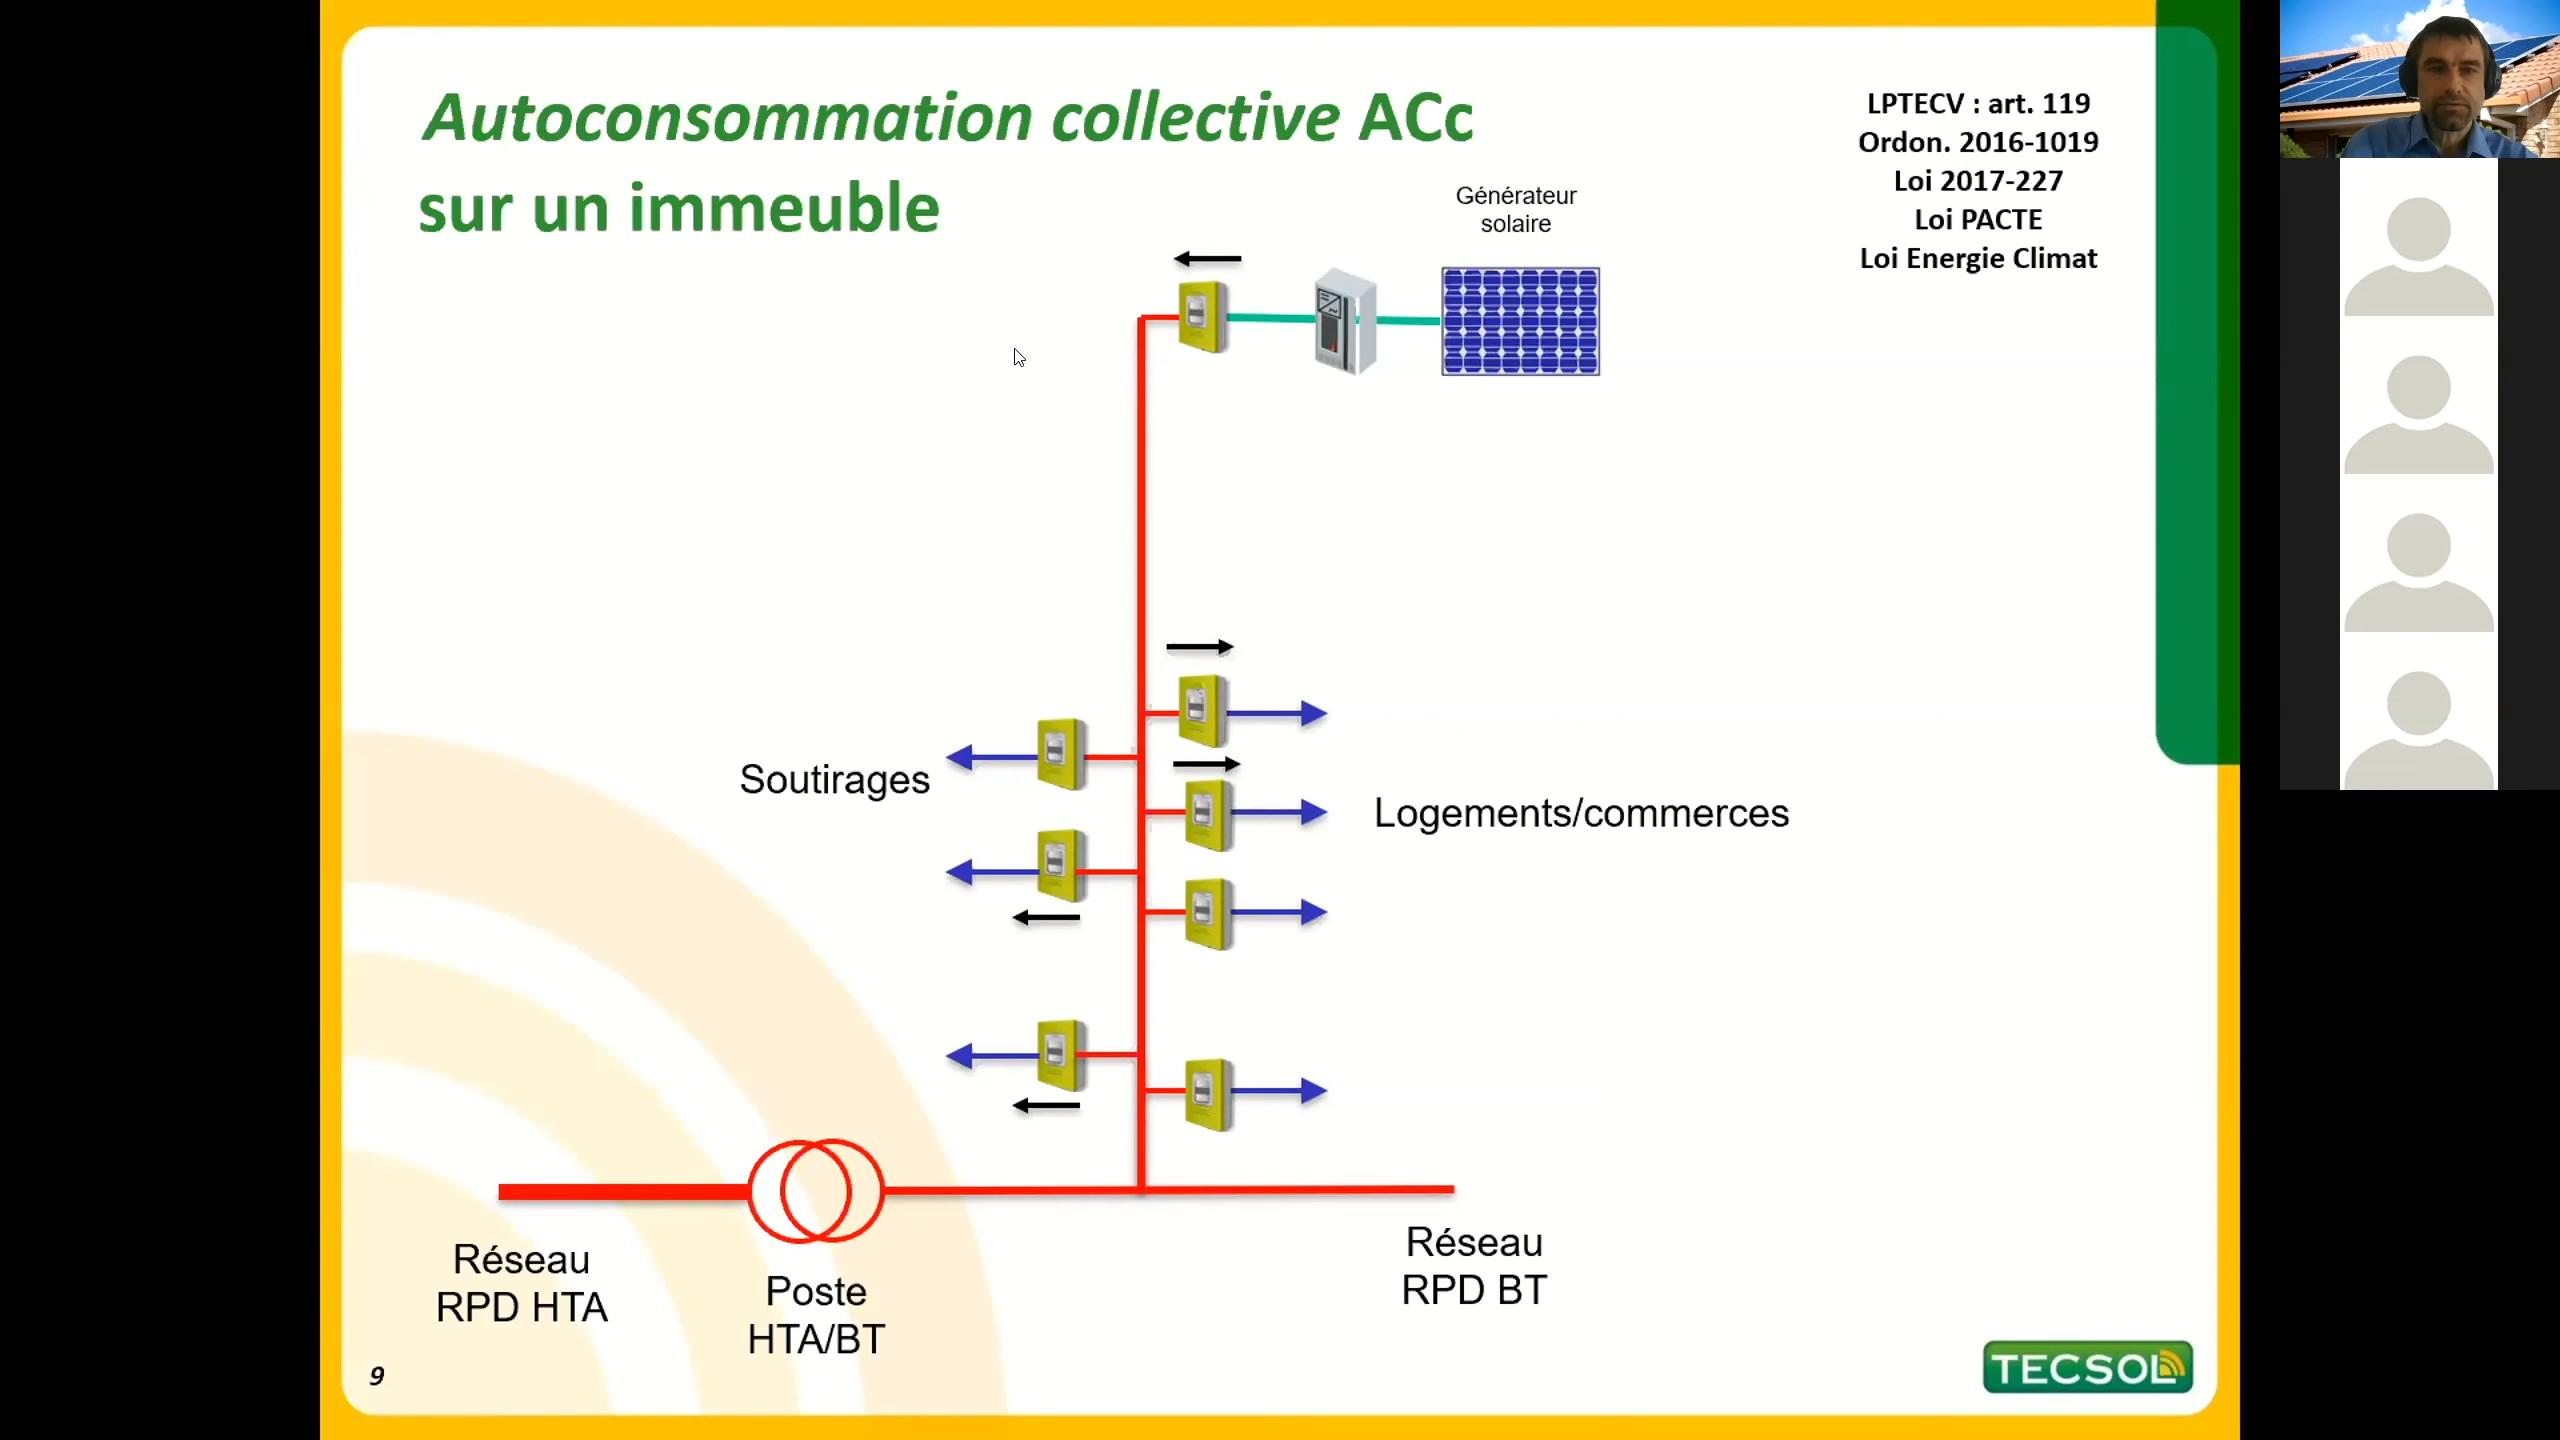 Autoconsommation collective ACc
sur un immeuble
LPTECV : art. 119
Ordon. 2016-1019
Loi 2017-227
Loi PACTE
Loi Energie Climat
Générateur
solaire
Soutirages
Logements/commerces
Réseau
RPD HTA
Poste
HTA/BT
Réseau
RPD BT
9
TECSOL